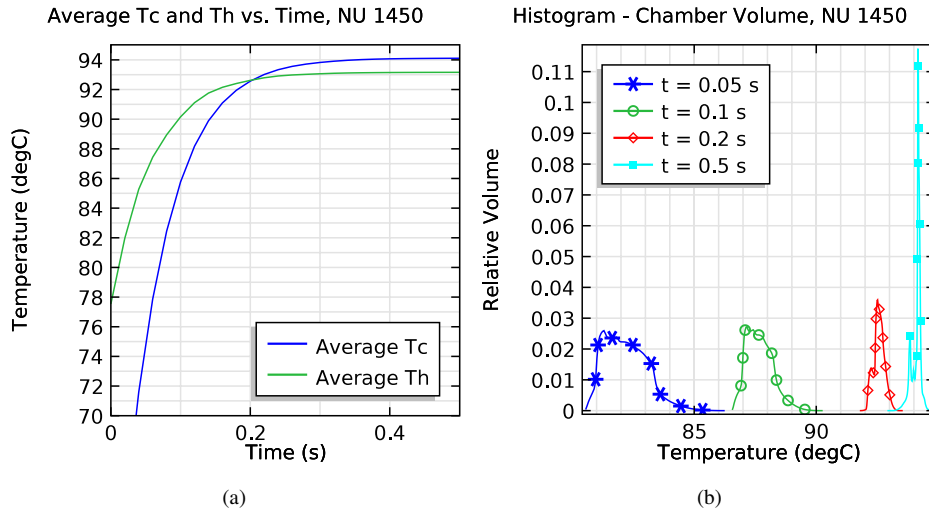 Average Tc and Th vs. Time, NU 1450
Temperature (degC)
94
92
90
88
86
84
82
80
78
76
74
72
70
0
0.2
0.4
Time (s)
Average Tc
Average Th
(a)
Histogram - Chamber Volume, NU 1450
Relative Volume
0.11
0.1
0.09
0.08
0.07
0.06
0.05
0.04
0.03
0.02
0.01
0
85
90
Temperature (degC)
t = 0.05 s
t = 0.1 s
t = 0.2 s
t = 0.5 s
(b)